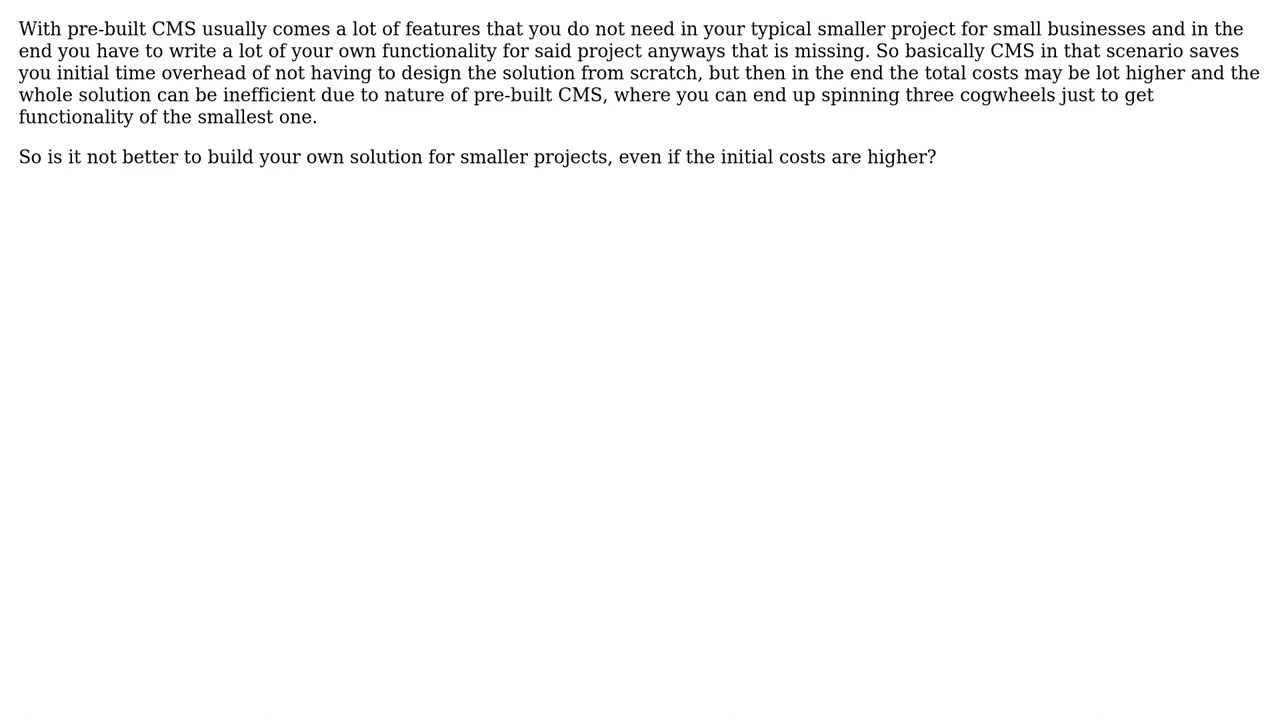 With pre-built CMS usually comes a lot of features that you do not need in your typical smaller project for small businesses and in the
end you have to write a lot of your own functionality for said project anyways that is missing. So basically CMS in that scenario saves
you initial time overhead of not having to design the solution from scratch, but then in the end the total costs may be lot higher and the
whole solution can be inefficient due to nature of pre-built CMS, where you can end up spinning three cogwheels just to get
functionality of the smallest one.
So is it not better to build your own solution for smaller projects, even if the initial costs are higher?